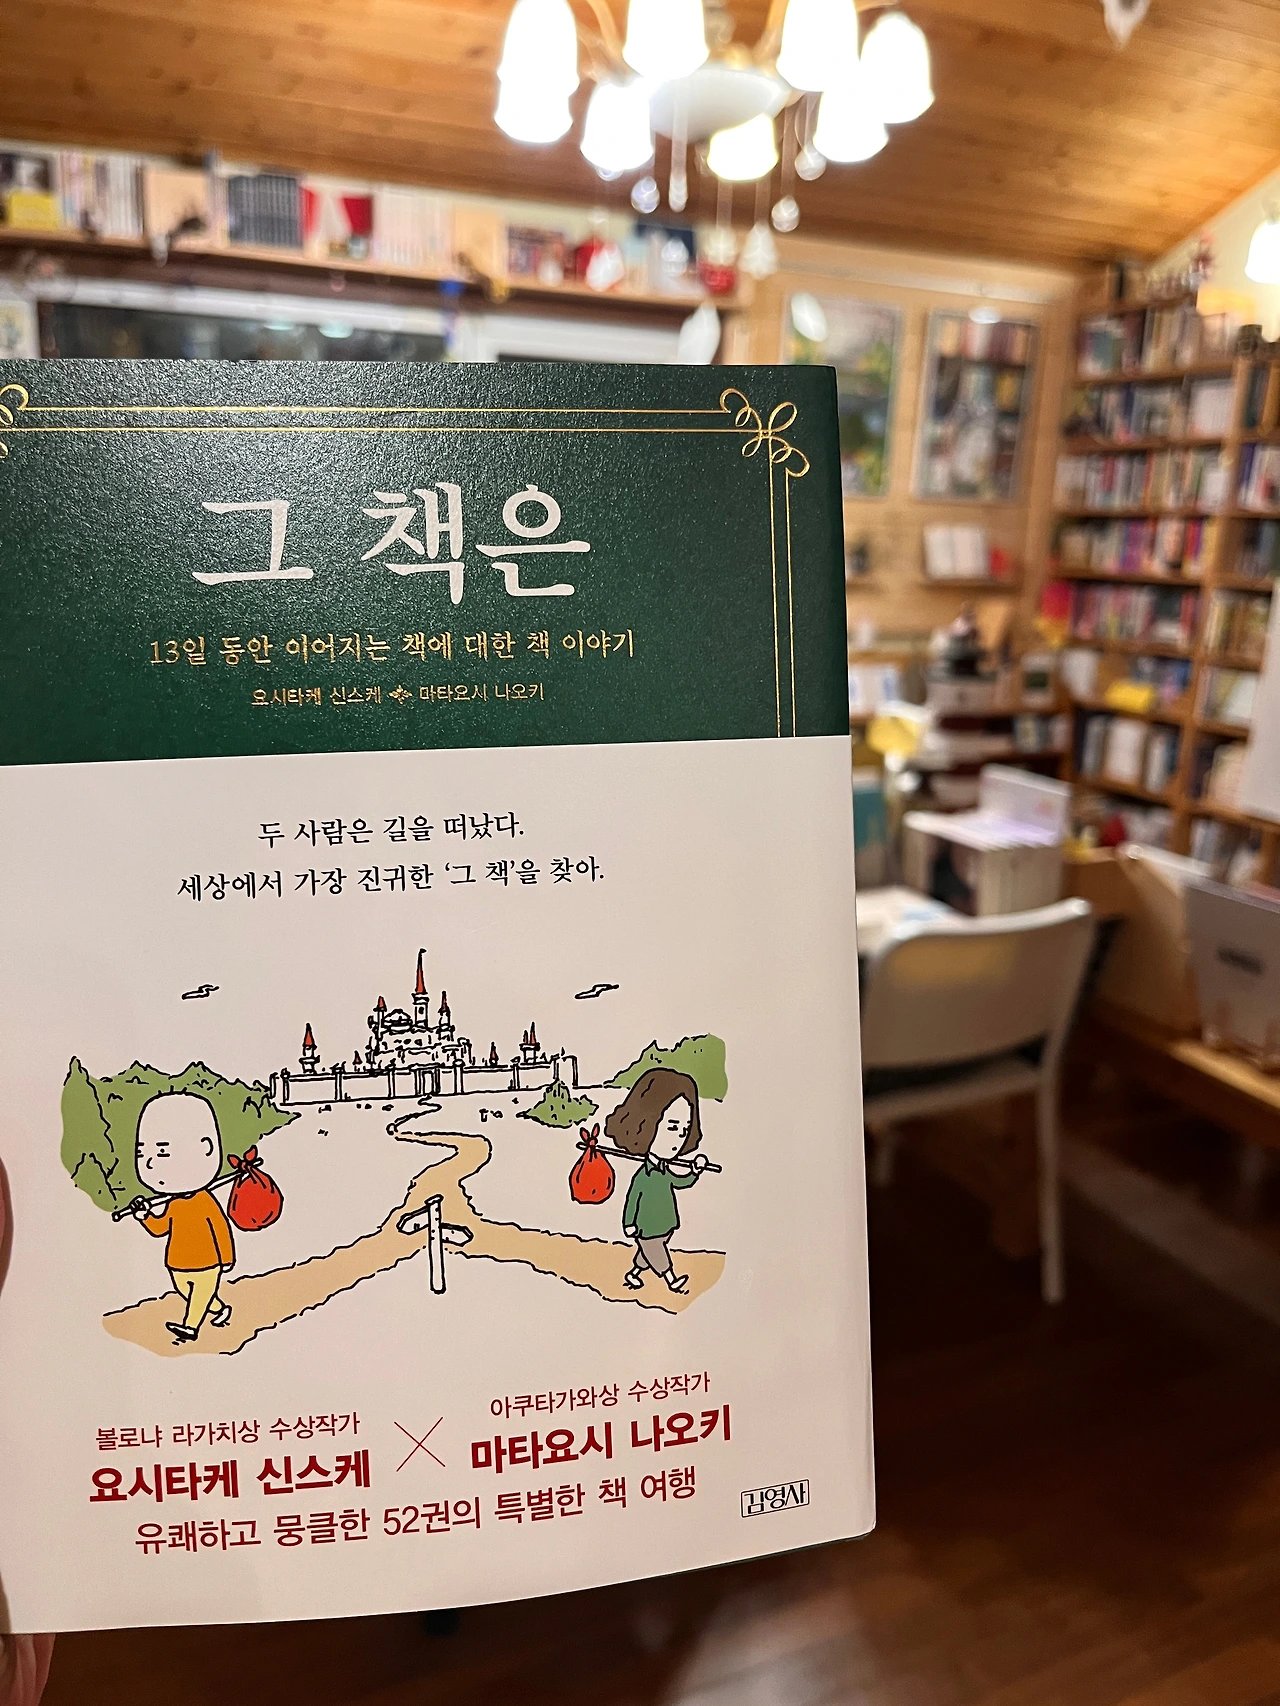 그 책은
13일 동안 이어지는 책에 대한 책 이야기
요시타케 신스케 마타요시 나오키
두 사람은 길을 떠났다.
세상에서 가장 진귀한 ‘그 책’을 찾아.
볼로냐 라가치상 수상작가
요시타케 신스케
×
아쿠타가와상 수상작가
마타요시 나오키
유쾌하고 뭉클한 52권의 특별한 책 여행
김영사